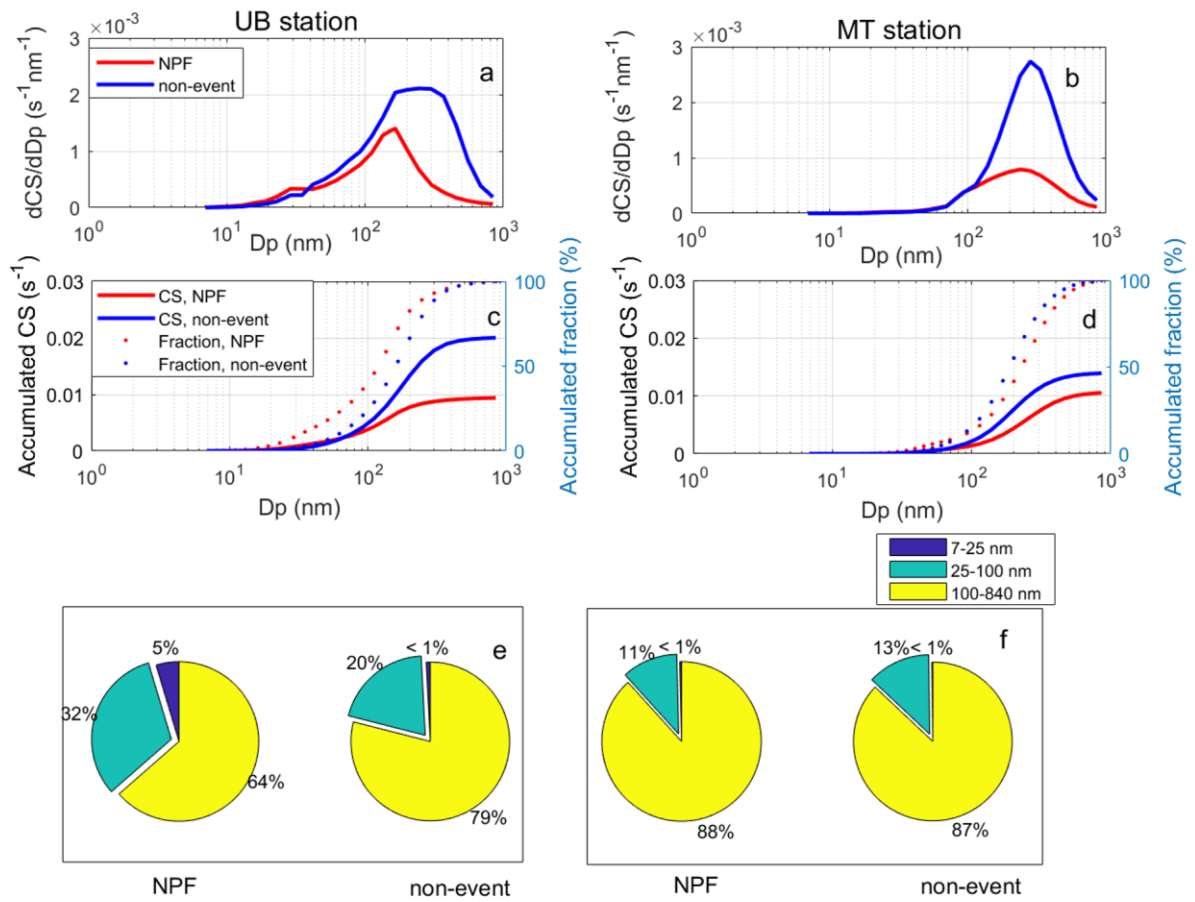 UB station
MT station
×10⁻³
3
2
1
0
dCS/dDp (s⁻¹nm⁻¹)
NPF
non-event
a
10⁰
10¹
10²
10³
Dp (nm)
×10⁻³
3
2
1
0
dCS/dDp (s⁻¹nm⁻¹)
b
10⁰
10¹
10²
10³
Dp (nm)
0.03
0.02
0.01
0
Accumulated CS (s⁻¹)
CS, NPF
CS, non-event
Fraction, NPF
Fraction, non-event
c
100
50
0
Accumulated fraction (%)
10⁰
10¹
10²
10³
Dp (nm)
0.03
0.02
0.01
0
Accumulated CS (s⁻¹)
d
100
50
0
Accumulated fraction (%)
10⁰
10¹
10²
10³
Dp (nm)
7-25 nm
25-100 nm
100-840 nm
5%
32%
64%
< 1%
20%
79%
e
11%
< 1%
88%
13%
< 1%
87%
f
NPF
non-event
NPF
non-event